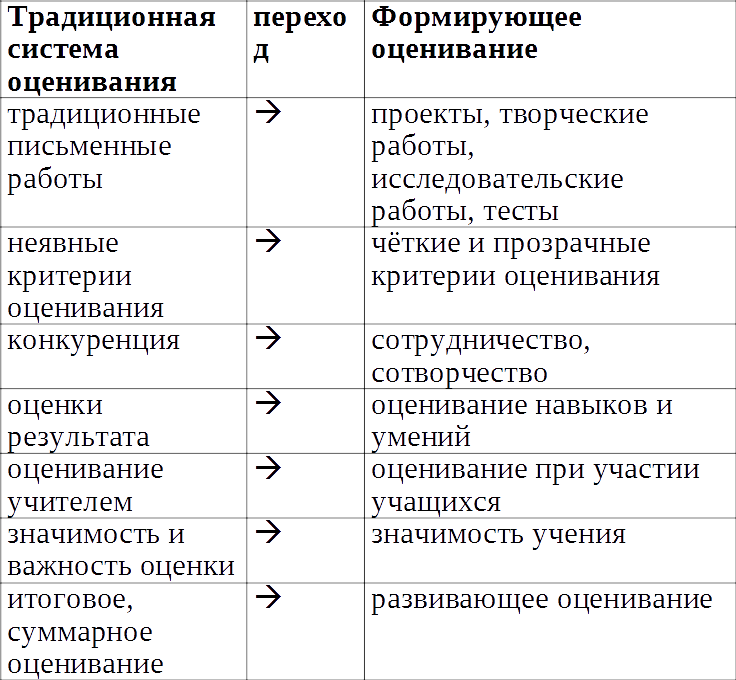 Традиционная
система
оценивания
перехо
д
Формирующее
оценивание
традиционные
письменные
работы
→
проекты, творческие
работы,
исследовательские
работы, тесты
неявные
критерии
оценивания
→
чёткие и прозрачные
критерии оценивания
конкуренция
→
сотрудничество,
сотворчество
оценки
результата
→
оценивание навыков и
умений
оценивание
учителем
→
оценивание при участии
учащихся
значимость и
важность оценки
→
значимость учения
итоговое,
суммарное
оценивание
→
развивающее оценивание